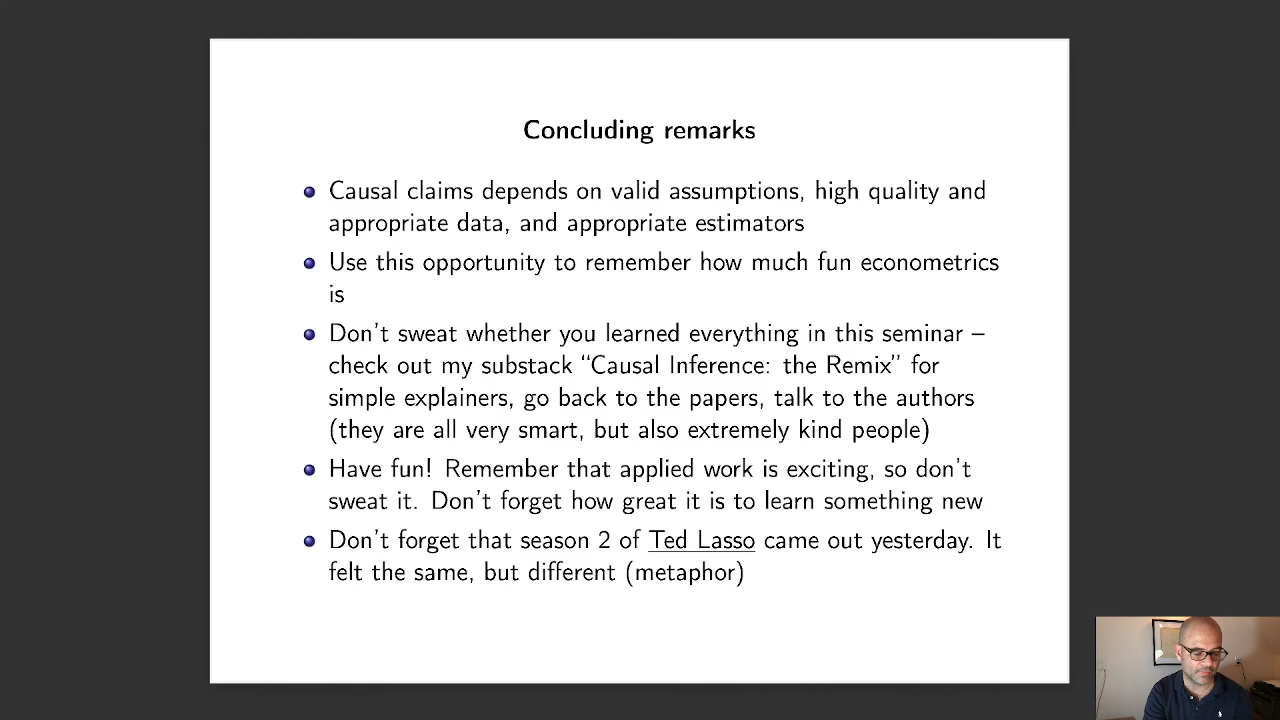 Concluding remarks
Causal claims depends on valid assumptions, high quality and
appropriate data, and appropriate estimators
Use this opportunity to remember how much fun econometrics
is
Don't sweat whether you learned everything in this seminar –
check out my substack “Causal Inference: the Remix” for
simple explainers, go back to the papers, talk to the authors
(they are all very smart, but also extremely kind people)
Have fun! Remember that applied work is exciting, so don't
sweat it. Don't forget how great it is to learn something new
Don't forget that season 2 of Ted Lasso came out yesterday. It
felt the same, but different (metaphor)